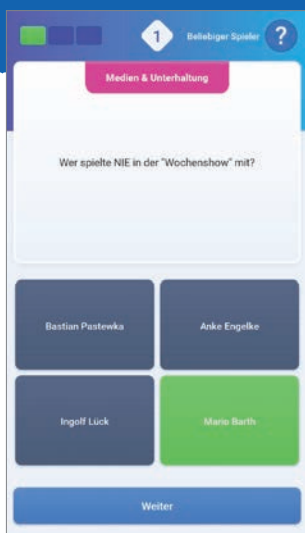 1
Beliebiger Spieler
?
Medien & Unterhaltung
Wer spielte NIE in der "Wochenshow" mit?
Bastian Pastewka
Anke Engelke
Ingolf Lück
Mario Barth
Weiter